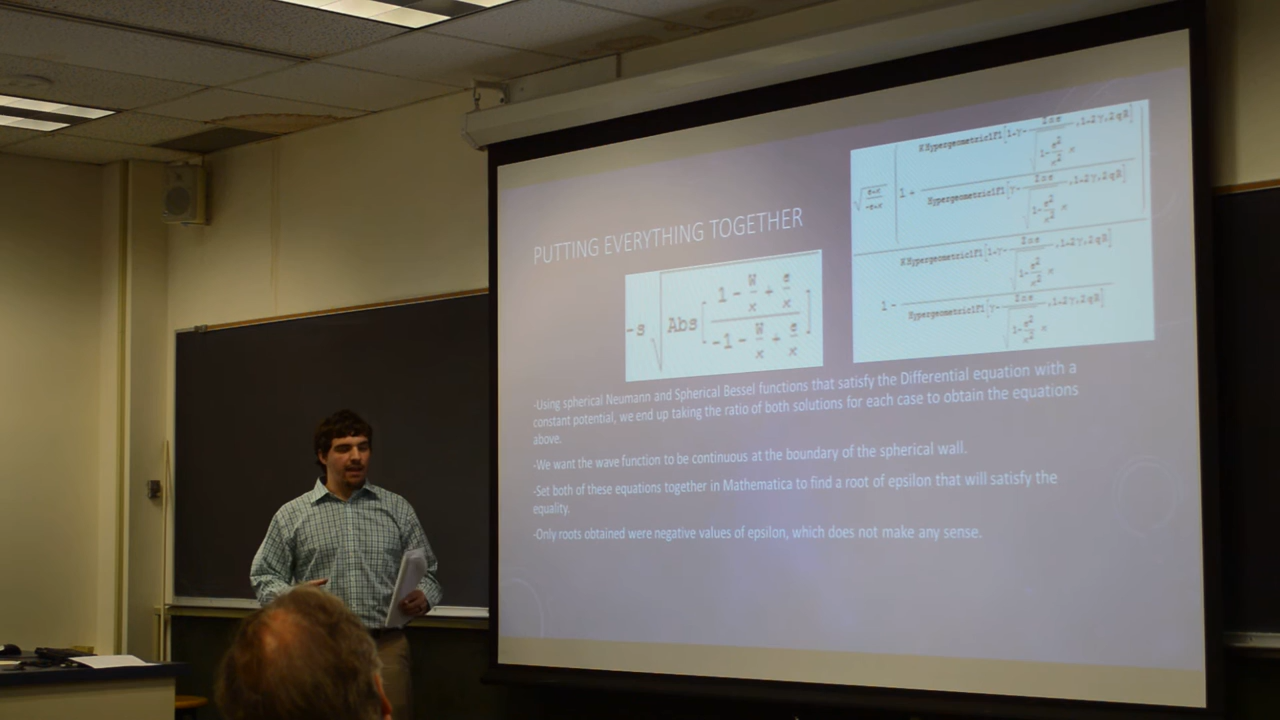 PUTTING EVERYTHING TOGETHER
-s √ Abs[ (1 - W/x + e/x) / (-1 - W/x + e/x) ]
1 +
1 -
-Using spherical Neumann and Spherical Bessel functions that satisfy the Differential equation with a
constant potential, we end up taking the ratio of both solutions for each case to obtain the equations
above.
-We want the wave function to be continuous at the boundary of the spherical wall.
-Set both of these equations together in Mathematica to find a root of epsilon that will satisfy the
equality.
-Only roots obtained were negative values of epsilon, which does not make any sense.